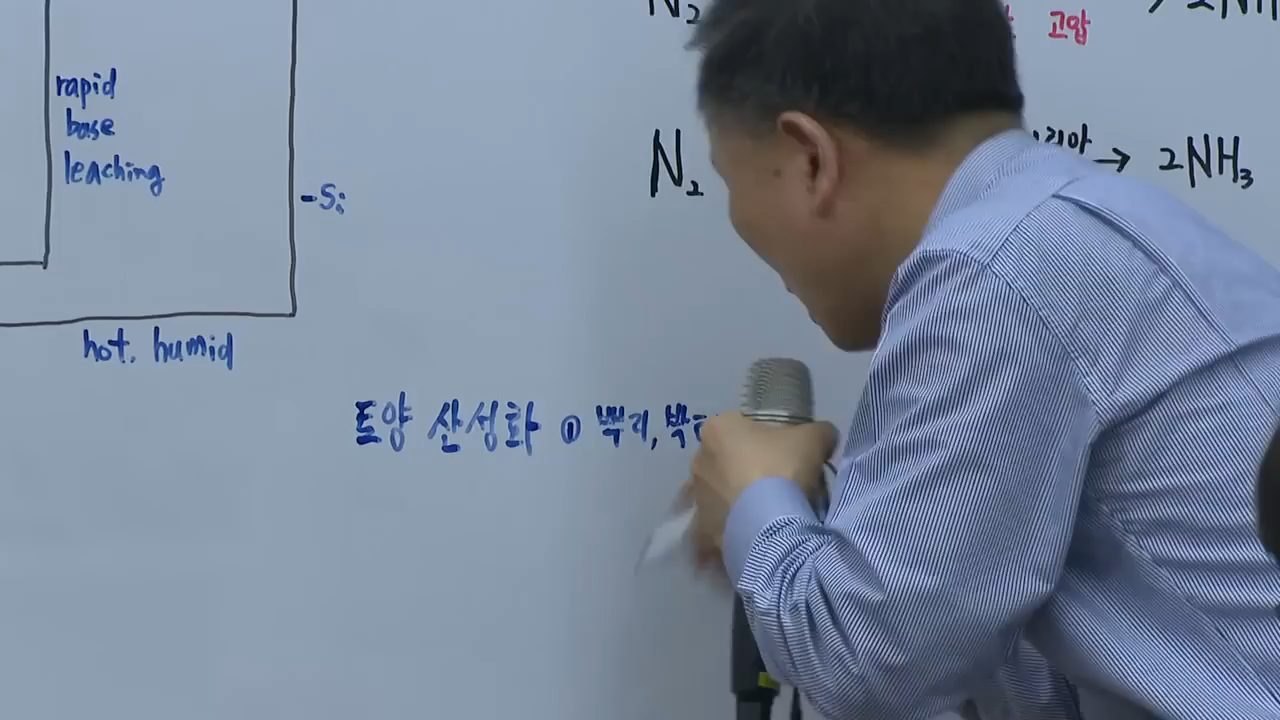 rapid
base
leaching
-Si
hot. humid
토양 산성화 ① 뿌리,
N₂
→ 2NH
고압
N₂
→ 2NH₃